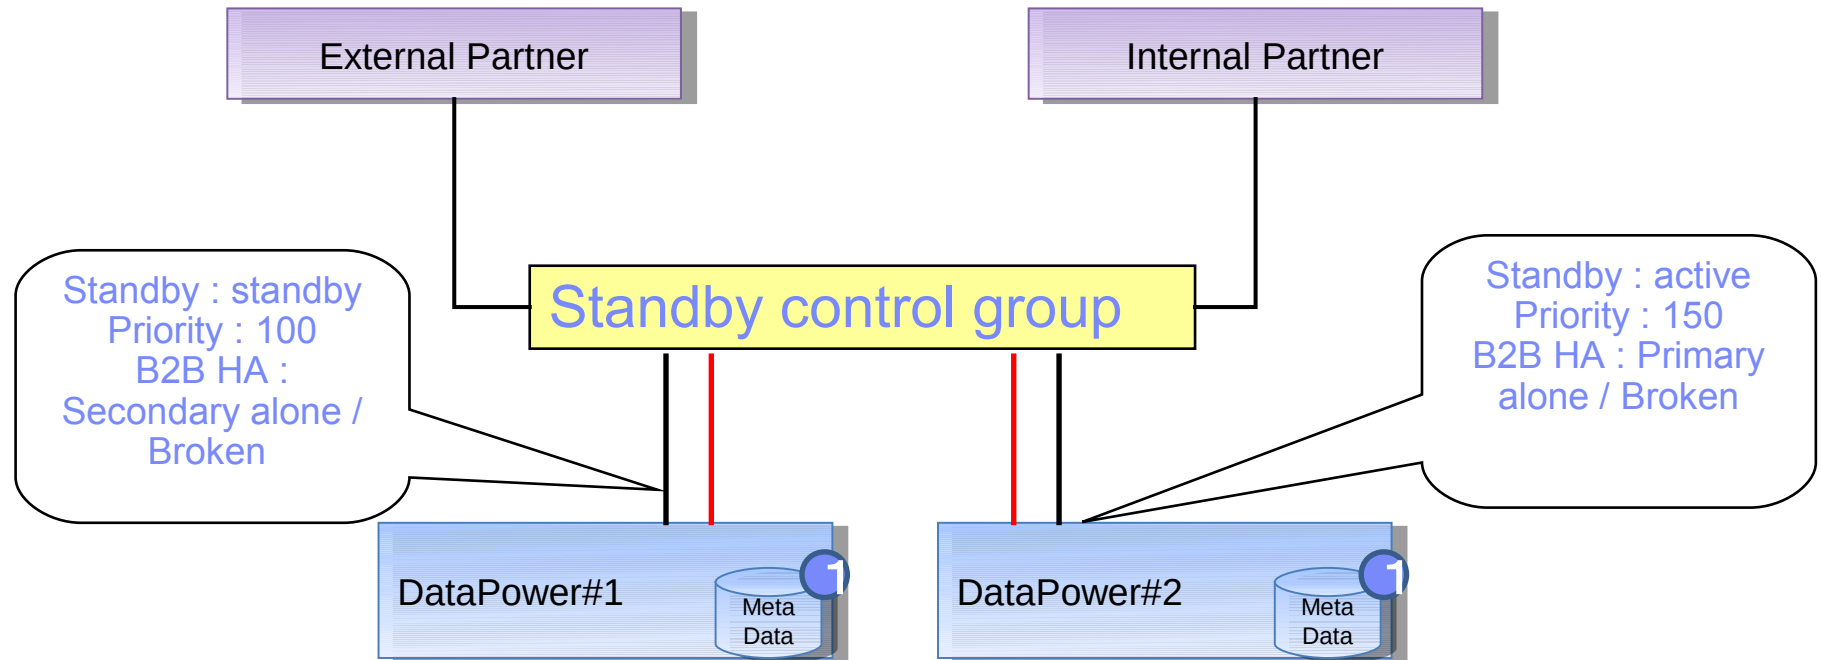 External Partner
Internal Partner
Standby : standby
Priority : 100
B2B HA :
Secondary alone /
Broken
Standby control group
Standby : active
Priority : 150
B2B HA : Primary
alone / Broken
DataPower#1
Meta
Data
1
DataPower#2
Meta
Data
1